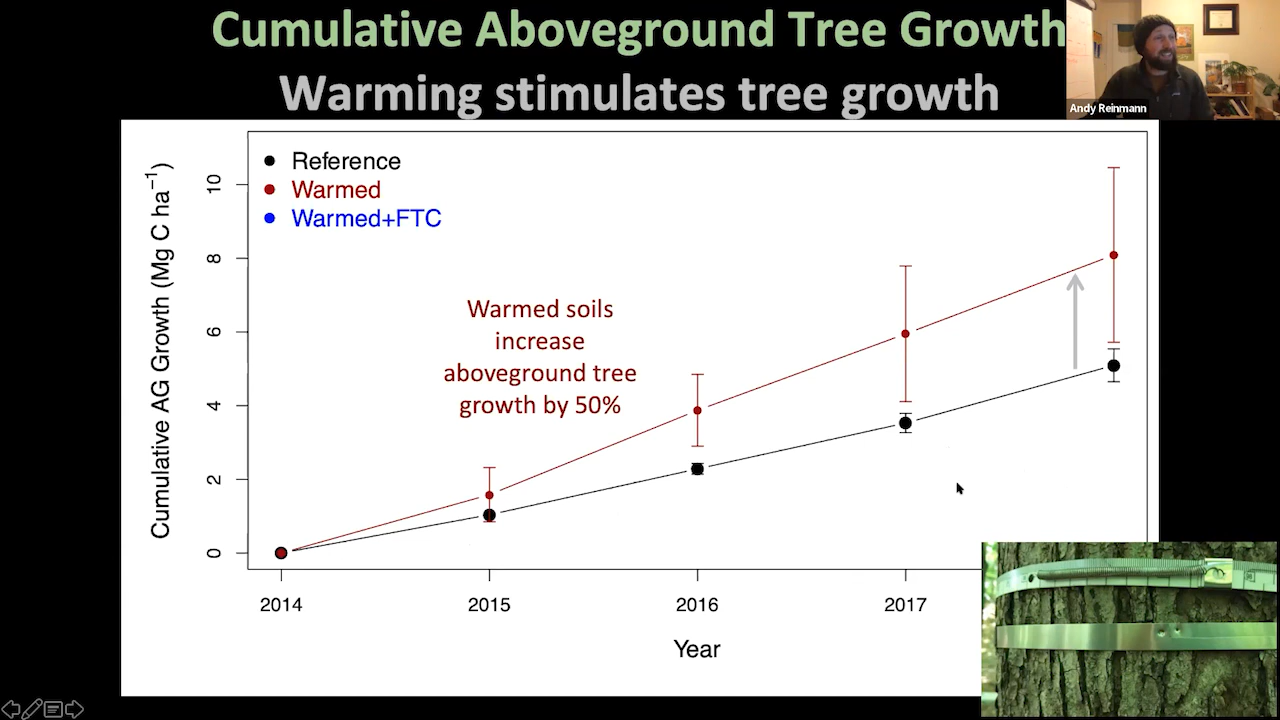 Cumulative Aboveground Tree Growth
Warming stimulates tree growth
Andy Reinmann
Reference
Warmed
Warmed+FTC
Cumulative AG Growth (Mg C ha⁻¹)
10
8
6
4
2
0
Warmed soils
increase
aboveground tree
growth by 50%
2014
2015
2016
2017
Year